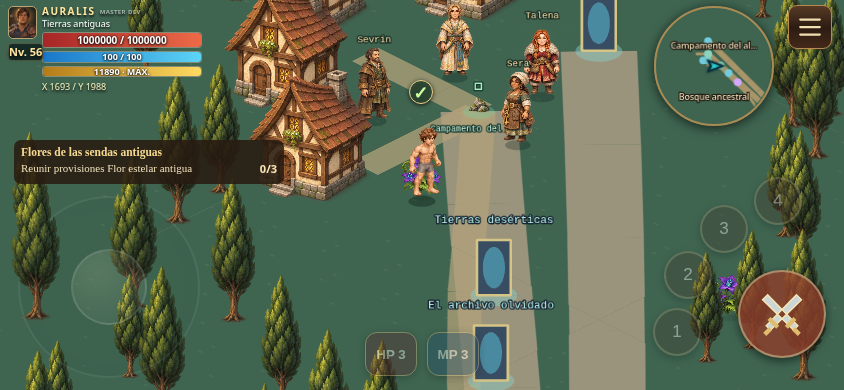 AURALIS MASTER DEV
Tierras antiguas
1000000 / 1000000
Nv. 56
100 / 100
11890 · MAX.
X 1693 / Y 1988
Flores de las sendas antiguas
Reunir provisiones Flor estelar antigua 0/3
Sevrin
Talena
Sera
Campamento del
Tierras desérticas
El archivo olvidado
HP 3
MP 3
Campamento del al...
Bosque ancestral
4
3
2
1